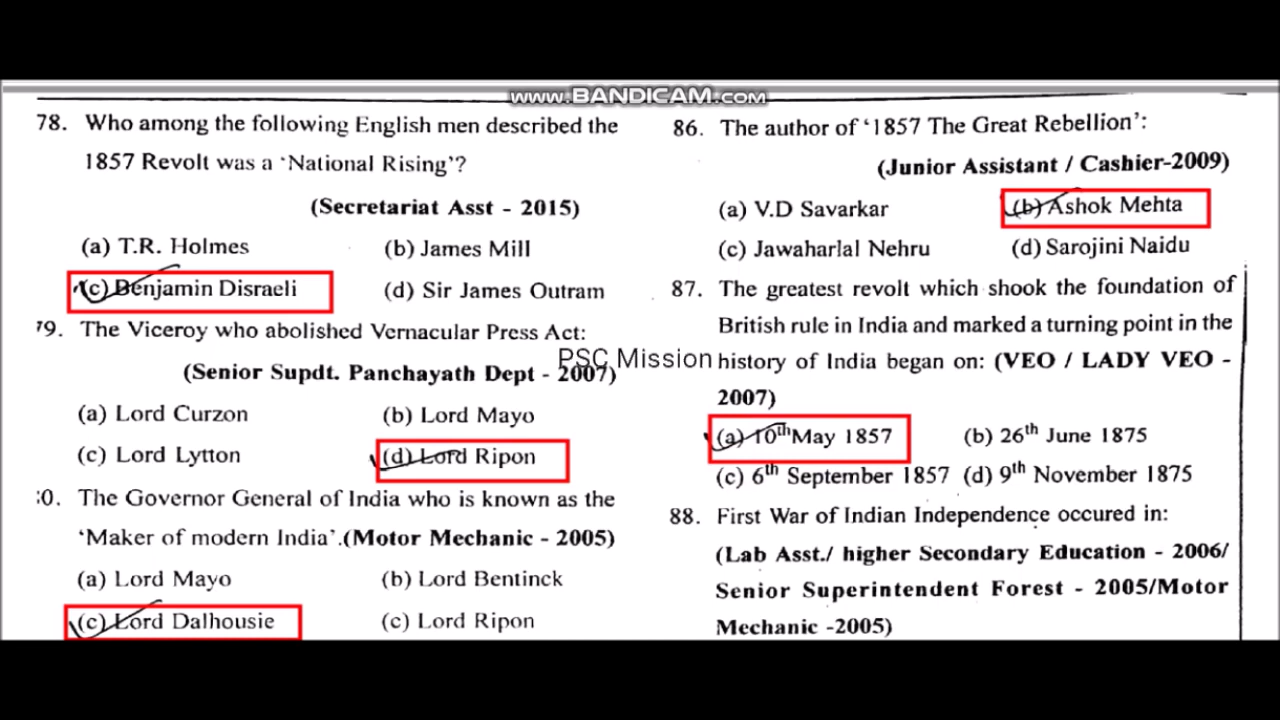 www.BANDICAM.com
78. Who among the following English men described the
1857 Revolt was a ‘National Rising’?
(Secretariat Asst - 2015)
(a) T.R. Holmes (b) James Mill
(c) Benjamin Disraeli (d) Sir James Outram
79. The Viceroy who abolished Vernacular Press Act:
(Senior Supdt. Panchayath Dept - 2007)
(a) Lord Curzon (b) Lord Mayo
(c) Lord Lytton (d) Lord Ripon
0. The Governor General of India who is known as the
‘Maker of modern India’.(Motor Mechanic - 2005)
(a) Lord Mayo (b) Lord Bentinck
(c) Lord Dalhousie (c) Lord Ripon
PSC Mission
86. The author of ‘1857 The Great Rebellion’:
(Junior Assistant / Cashier-2009)
(a) V.D Savarkar (b) Ashok Mehta
(c) Jawaharlal Nehru (d) Sarojini Naidu
87. The greatest revolt which shook the foundation of
British rule in India and marked a turning point in the
history of India began on: (VEO / LADY VEO -
2007)
(a) 10th May 1857 (b) 26th June 1875
(c) 6th September 1857 (d) 9th November 1875
88. First War of Indian Independence occured in:
(Lab Asst./ higher Secondary Education - 2006/
Senior Superintendent Forest - 2005/Motor
Mechanic -2005)